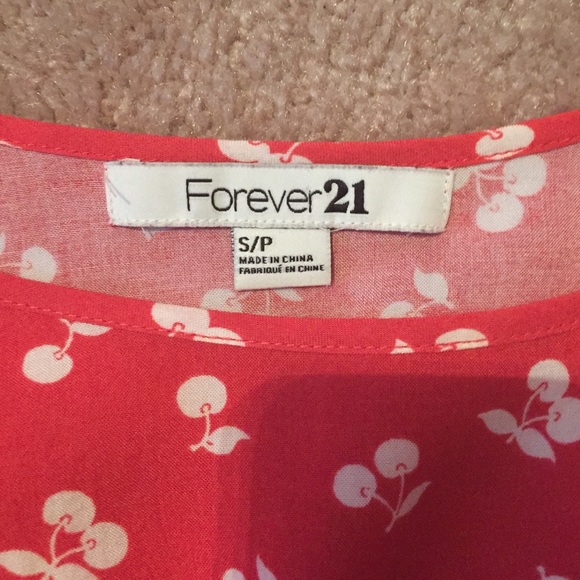 Forever21
S/P
MADE IN CHINA
FABRIQUÉ EN CHINE